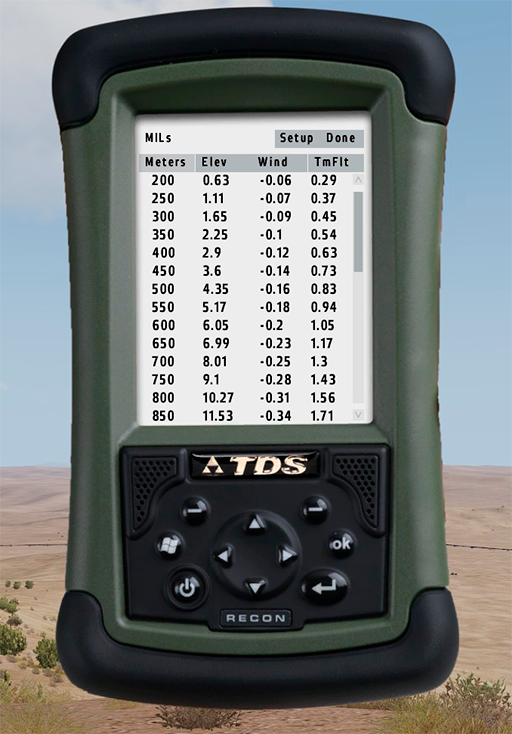 MILs Setup Done
Meters Elev Wind TmFlt
200 0.63 -0.06 0.29
250 1.11 -0.07 0.37
300 1.65 -0.09 0.45
350 2.25 -0.1 0.54
400 2.9 -0.12 0.63
450 3.6 -0.14 0.73
500 4.35 -0.16 0.83
550 5.17 -0.18 0.94
600 6.05 -0.2 1.05
650 6.99 -0.23 1.17
700 8.01 -0.25 1.3
750 9.1 -0.28 1.43
800 10.27 -0.31 1.56
850 11.53 -0.34 1.71
TDS
ok
RECON